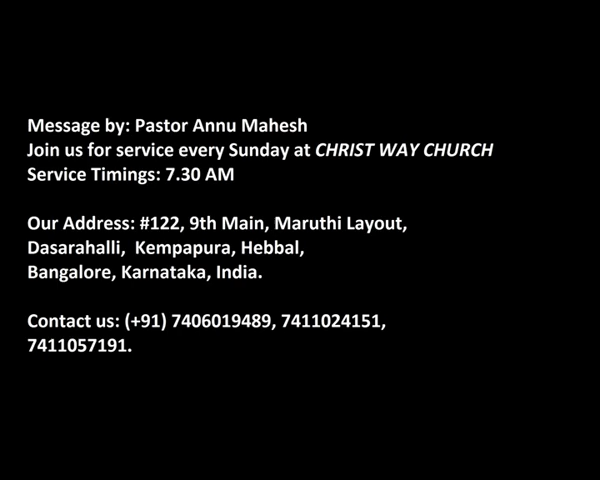 Message by: Pastor Annu Mahesh
Join us for service every Sunday at CHRIST WAY CHURCH
Service Timings: 7.30 AM
Our Address: #122, 9th Main, Maruthi Layout,
Dasarahalli,  Kempapura, Hebbal,
Bangalore, Karnataka, India.
Contact us: (+91) 7406019489, 7411024151,
7411057191.